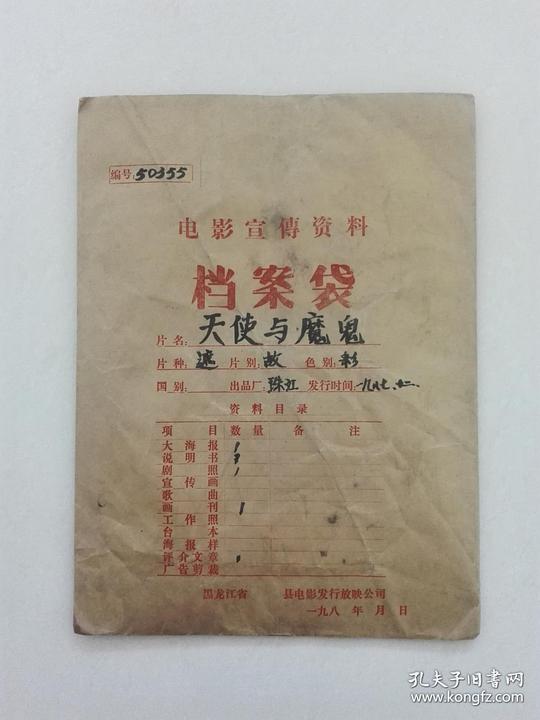 编号:50355
电影宣傳资料
档案袋
片名:天使与魔鬼
片种:遮 片别:故 色别:彩
国别: 出品厂:珠江 发行时间:一九八七、十二、
资料目录
项目 数量 备注
大海报 1
说明书 3
剧照 1
宣传画
歌曲
画刊 1
工作照
台本
海报样
评介文章 1
广告剪裁
黑龙江省 县电影发行放映公司
一九八 年 月 日
孔夫子旧书网
www.kongfz.com